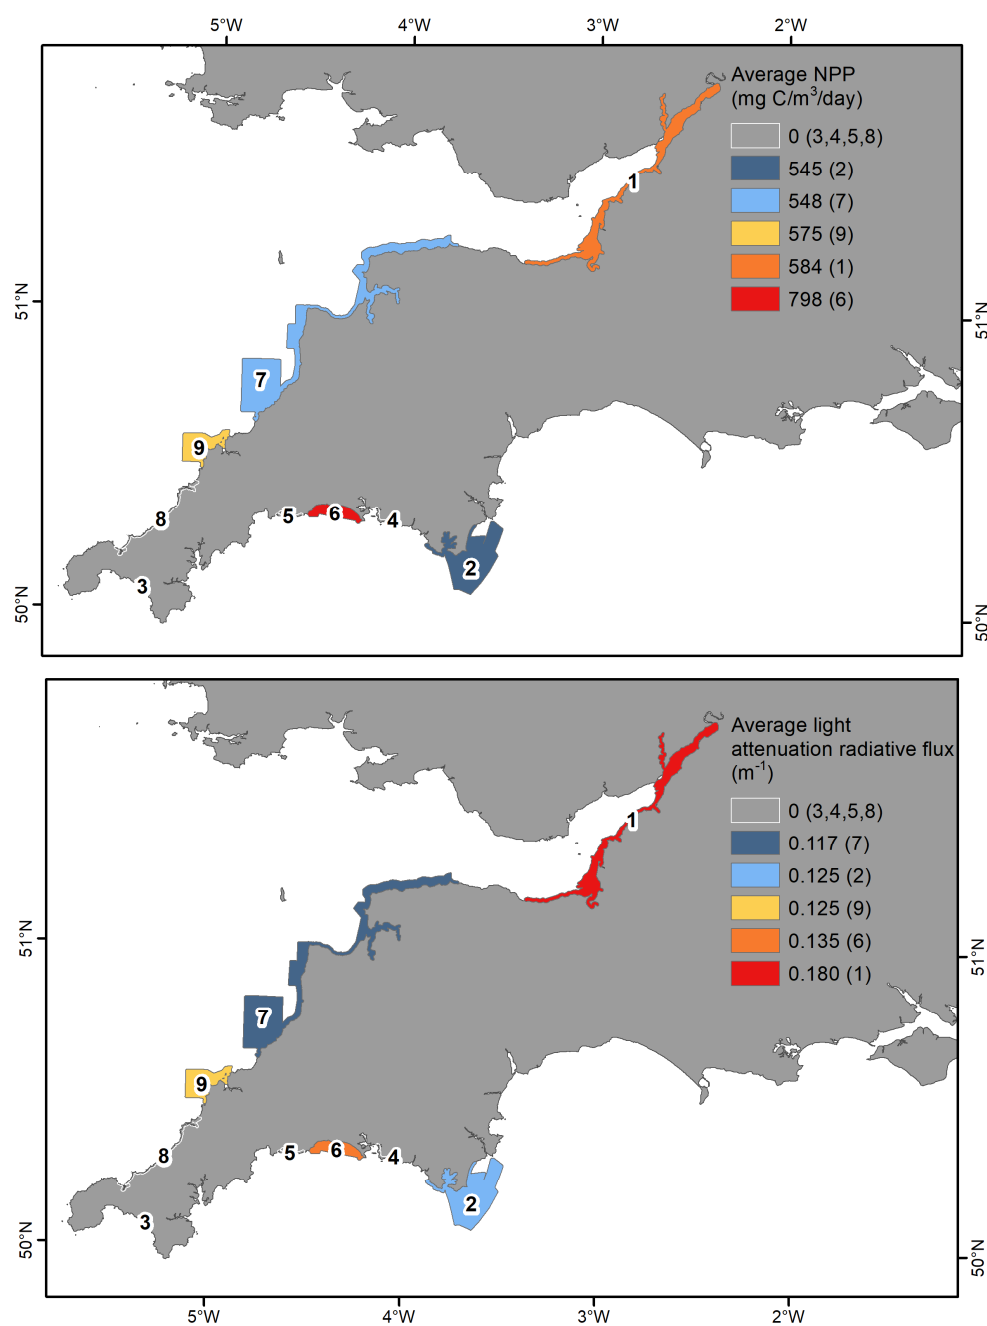 5°W 4°W 3°W 2°W
Average NPP
(mg C/m³/day)
0 (3,4,5,8)
545 (2)
548 (7)
575 (9)
584 (1)
798 (6)
1
51°N
51°N
7
9
8
5
6
4
2
3
50°N
50°N
Average light
attenuation radiative flux
(m⁻¹)
0 (3,4,5,8)
0.117 (7)
0.125 (2)
0.125 (9)
0.135 (6)
0.180 (1)
1
51°N
51°N
7
9
8
5
6
4
2
3
50°N
50°N
5°W 4°W 3°W 2°W